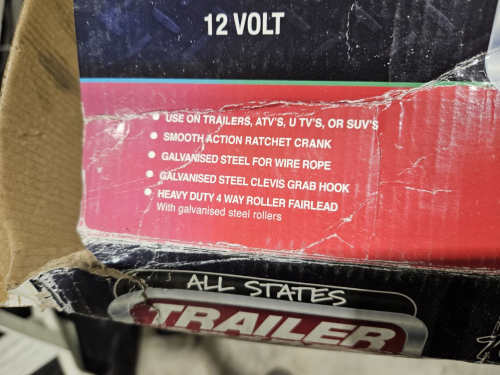 12 VOLT
• USE ON TRAILERS, ATV'S, U TV'S, OR SUV'S
• SMOOTH ACTION RATCHET CRANK
• GALVANISED STEEL FOR WIRE ROPE
• GALVANISED STEEL CLEVIS GRAB HOOK
• HEAVY DUTY 4 WAY ROLLER FAIRLEAD
With galvanised steel rollers
ALL STATES
TRAILER